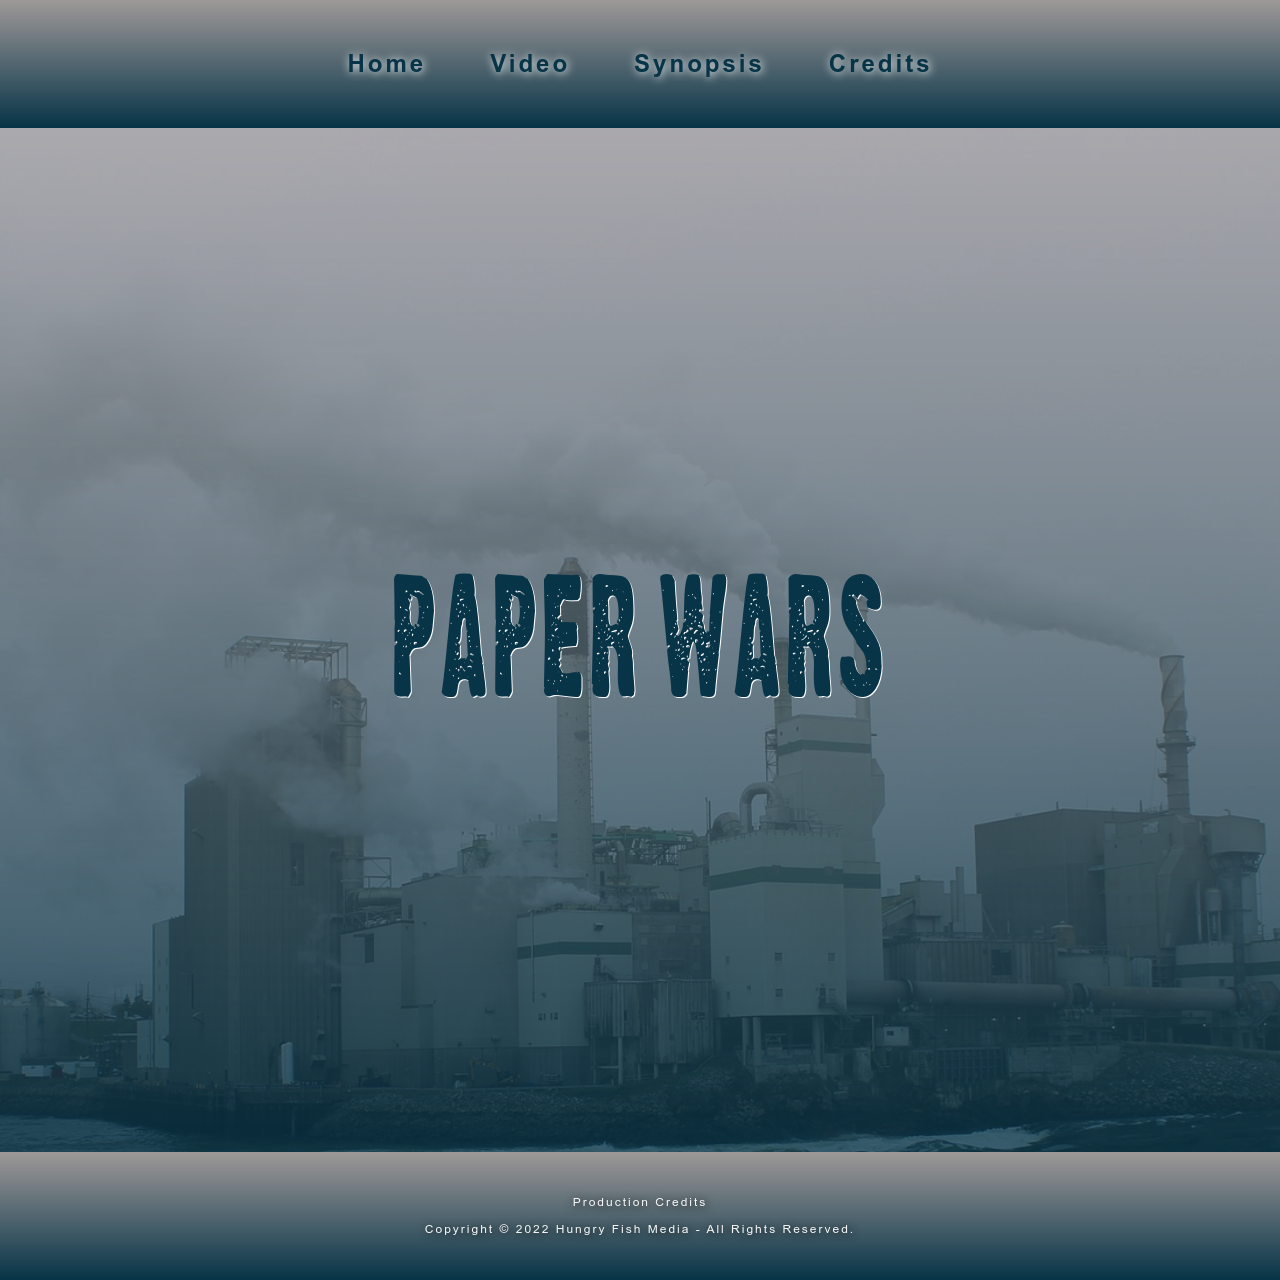 Home Video Synopsis Credits
PAPER WARS
Production Credits
Copyright © 2022 Hungry Fish Media - All Rights Reserved.